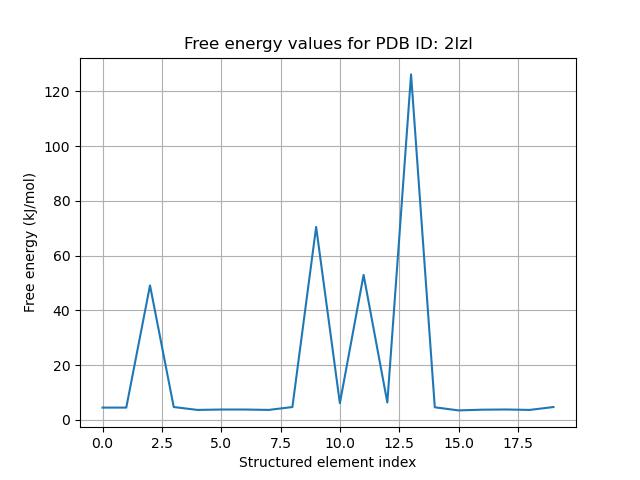 Free energy values for PDB ID: 2lzl
Free energy (kJ/mol)
120
100
80
60
40
20
0
0.0 2.5 5.0 7.5 10.0 12.5 15.0 17.5
Structured element index